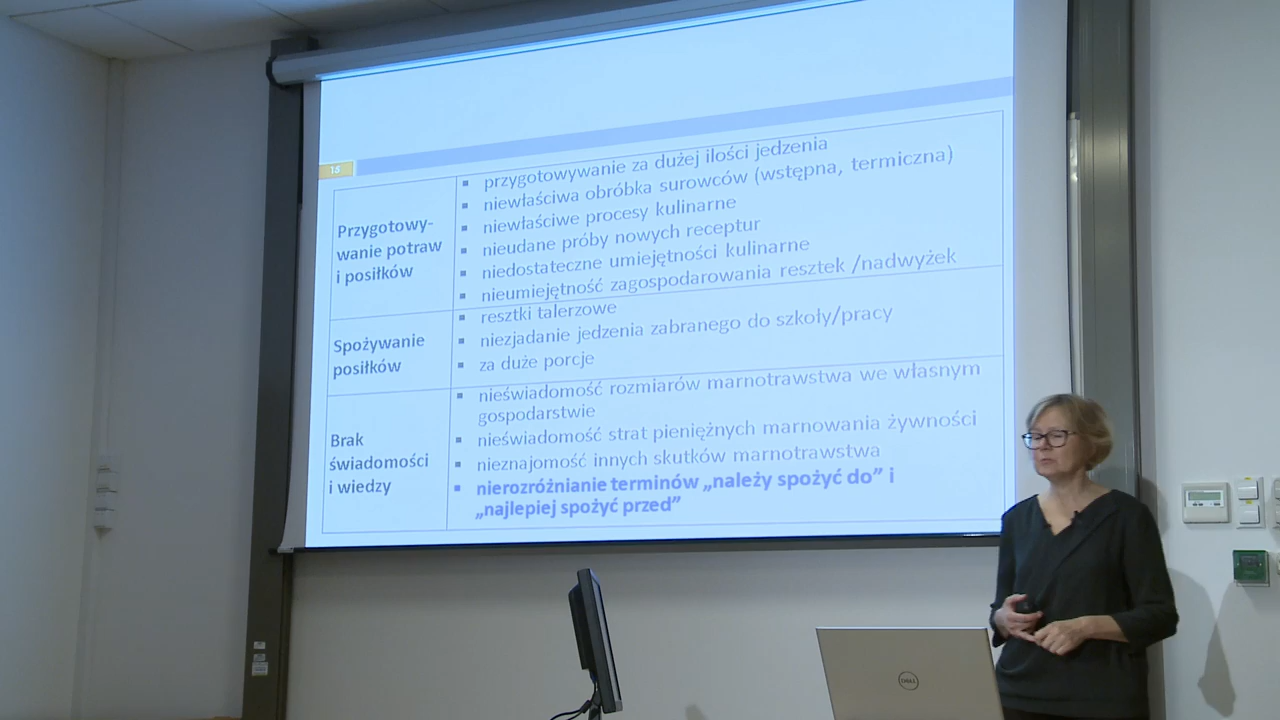 15
Przygotowy-
wanie potraw
i posiłków
▪ przygotowywanie za dużej ilości jedzenia
▪ niewłaściwa obróbka surowców (wstępna, termiczna)
▪ niewłaściwe procesy kulinarne
▪ nieudane próby nowych receptur
▪ niedostateczne umiejętności kulinarne
▪ nieumiejętność zagospodarowania resztek /nadwyżek
Spożywanie
posiłków
▪ resztki talerzowe
▪ niezjadanie jedzenia zabranego do szkoły/pracy
▪ za duże porcje
Brak
świadomości
i wiedzy
▪ nieświadomość rozmiarów marnotrawstwa we własnym
gospodarstwie
▪ nieświadomość strat pieniężnych marnowania żywności
▪ nieznajomość innych skutków marnotrawstwa
▪ nierozróżnianie terminów „należy spożyć do” i
„najlepiej spożyć przed”
DELL